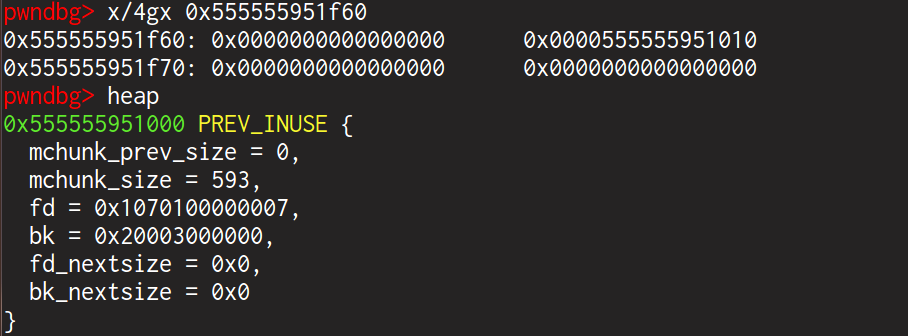 pwndbg> x/4gx 0x555555951f60
0x555555951f60: 0x0000000000000000 0x0000555555951010
0x555555951f70: 0x0000000000000000 0x0000000000000000
pwndbg> heap
0x555555951000 PREV_INUSE {
  mchunk_prev_size = 0,
  mchunk_size = 593,
  fd = 0x1070100000007,
  bk = 0x20003000000,
  fd_nextsize = 0x0,
  bk_nextsize = 0x0
}